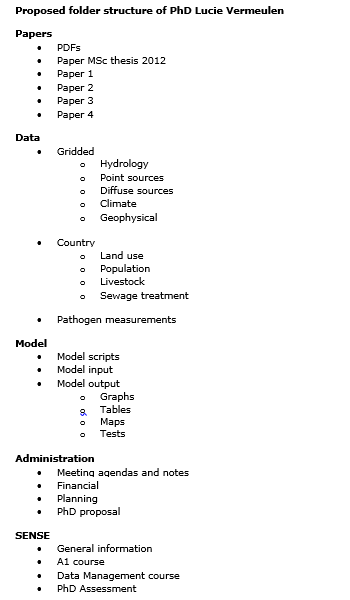 Proposed folder structure of PhD Lucie Vermeulen
Papers
• PDFs
• Paper MSc thesis 2012
• Paper 1
• Paper 2
• Paper 3
• Paper 4
Data
• Gridded
o Hydrology
o Point sources
o Diffuse sources
o Climate
o Geophysical
• Country
o Land use
o Population
o Livestock
o Sewage treatment
• Pathogen measurements
Model
• Model scripts
• Model input
• Model output
o Graphs
o Tables
o Maps
o Tests
Administration
• Meeting agendas and notes
• Financial
• Planning
• PhD proposal
SENSE
• General information
• A1 course
• Data Management course
• PhD Assessment